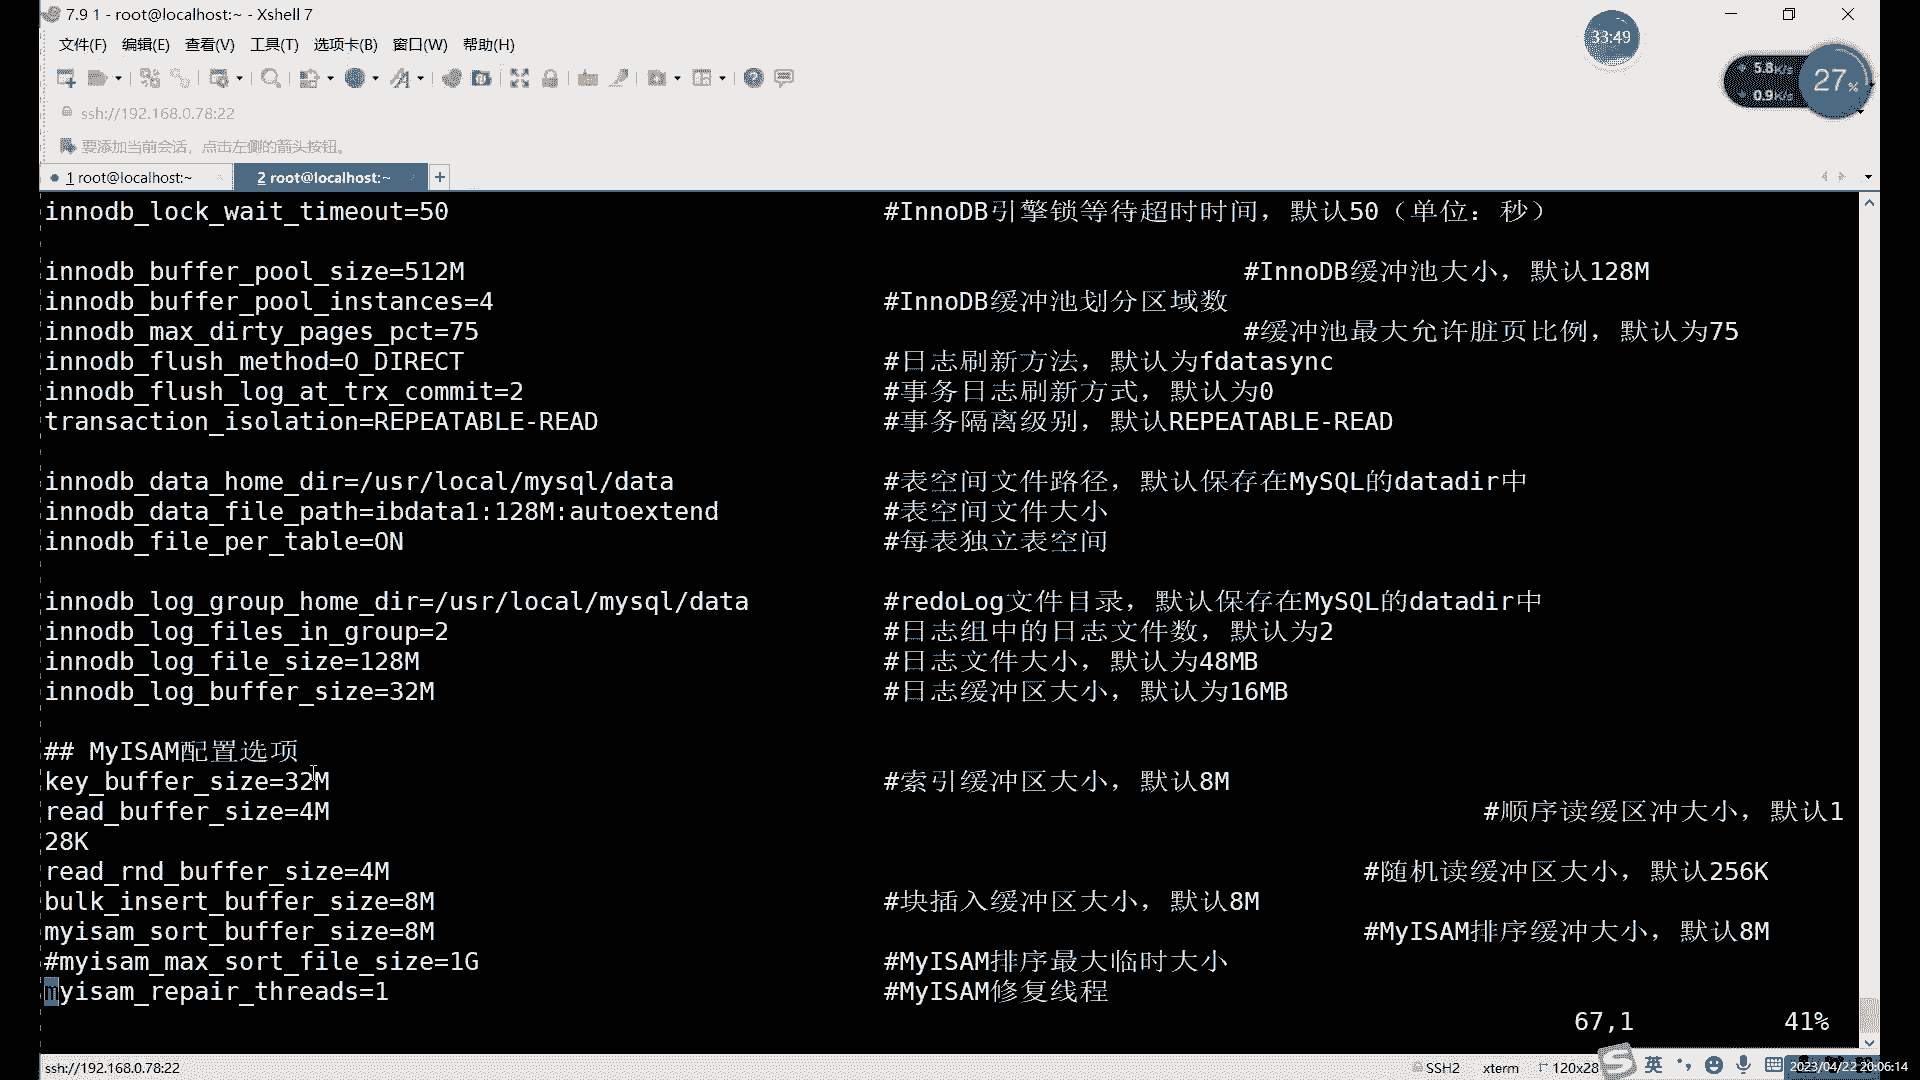 7.9 1 - root@localhost:~ - Xshell 7
33:49
文件(F) 编辑(E) 查看(V) 工具(T) 选项卡(B) 窗口(W) 帮助(H)
5.8K/s
0.9K/s
27%
ssh://192.168.0.78:22
要添加当前会话，点击左侧的箭头按钮。
1 root@localhost:~ 2 root@localhost:~ +
innodb_lock_wait_timeout=50 #InnoDB引擎锁等待超时时间，默认50（单位：秒）
innodb_buffer_pool_size=512M #InnoDB缓冲池大小，默认128M
innodb_buffer_pool_instances=4 #InnoDB缓冲池划分区域数
innodb_max_dirty_pages_pct=75 #缓冲池最大允许脏页比例，默认为75
innodb_flush_method=O_DIRECT #日志刷新方法，默认为fdatasync
innodb_flush_log_at_trx_commit=2 #事务日志刷新方式，默认为0
transaction_isolation=REPEATABLE-READ #事务隔离级别，默认REPEATABLE-READ
innodb_data_home_dir=/usr/local/mysql/data #表空间文件路径，默认保存在MySQL的datadir中
innodb_data_file_path=ibdata1:128M:autoextend #表空间文件大小
innodb_file_per_table=ON #每表独立表空间
innodb_log_group_home_dir=/usr/local/mysql/data #redoLog文件目录，默认保存在MySQL的datadir中
innodb_log_files_in_group=2 #日志组中的日志文件数，默认为2
innodb_log_file_size=128M #日志文件大小，默认为48MB
innodb_log_buffer_size=32M #日志缓冲区大小，默认为16MB
## MyISAM配置选项
key_buffer_size=32M #索引缓冲区大小，默认8M
read_buffer_size=4M #顺序读缓区冲大小，默认1
28K
read_rnd_buffer_size=4M #随机读缓冲区大小，默认256K
bulk_insert_buffer_size=8M #块插入缓冲区大小，默认8M
myisam_sort_buffer_size=8M #MyISAM排序缓冲大小，默认8M
#myisam_max_sort_file_size=1G #MyISAM排序最大临时大小
myisam_repair_threads=1 #MyISAM修复线程
67,1 41%
ssh://192.168.0.78:22 SSH2 xterm 120x28 英 2023/04/22 20:06:14